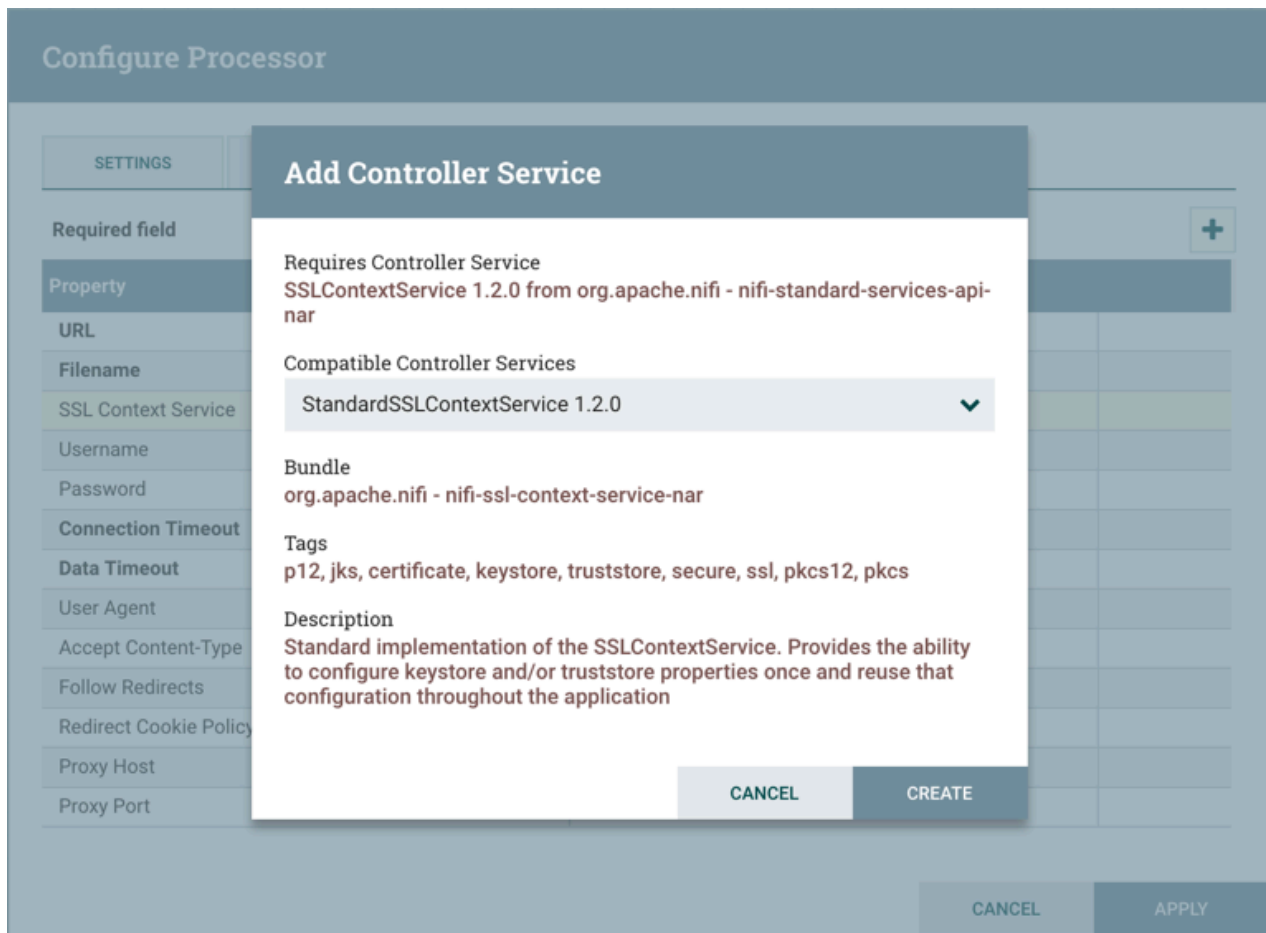 Configure Processor
SETTINGS
Add Controller Service
Required field
Property
URL
Filename
SSL Context Service
Username
Password
Connection Timeout
Data Timeout
User Agent
Accept Content-Type
Follow Redirects
Redirect Cookie Policy
Proxy Host
Proxy Port
Requires Controller Service
SSLContextService 1.2.0 from org.apache.nifi - nifi-standard-services-api-
nar
Compatible Controller Services
StandardSSLContextService 1.2.0
Bundle
org.apache.nifi - nifi-ssl-context-service-nar
Tags
p12, jks, certificate, keystore, truststore, secure, ssl, pkcs12, pkcs
Description
Standard implementation of the SSLContextService. Provides the ability
to configure keystore and/or truststore properties once and reuse that
configuration throughout the application
CANCEL
CREATE
CANCEL
APPLY